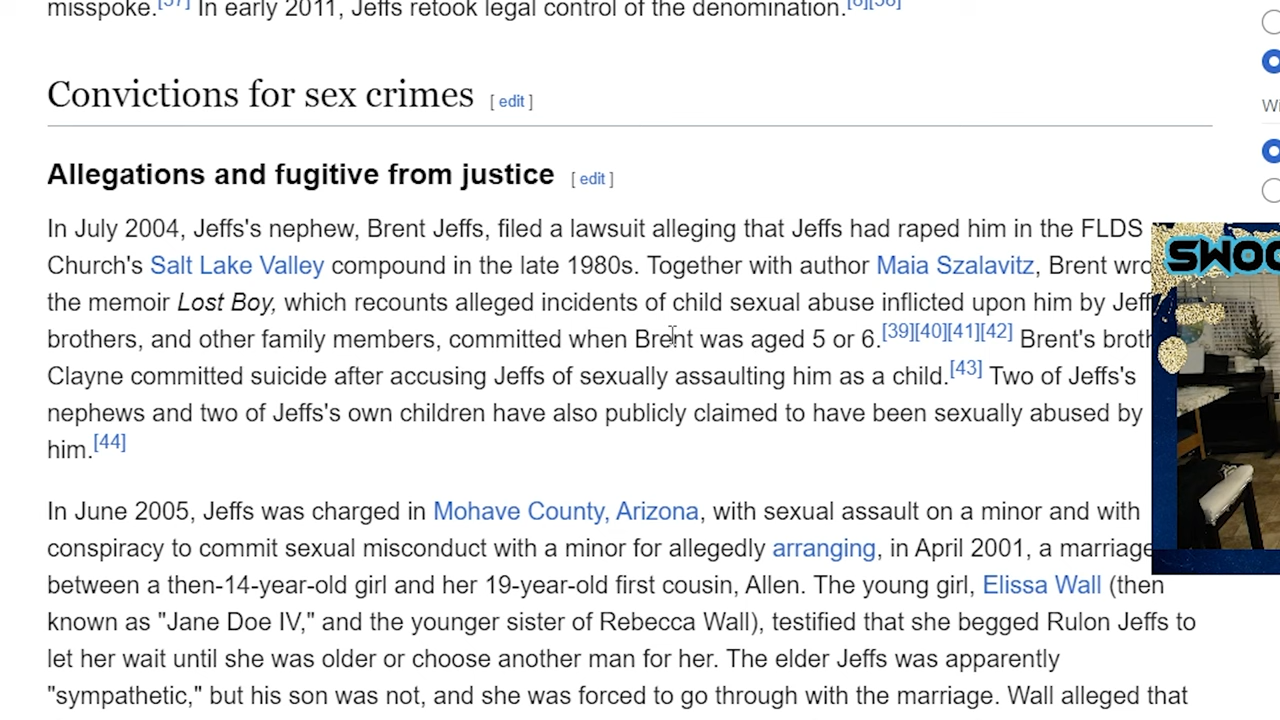 misspoke.[37] In early 2011, Jeffs retook legal control of the denomination.[6][38]
Convictions for sex crimes [ edit ]
Allegations and fugitive from justice [ edit ]
In July 2004, Jeffs's nephew, Brent Jeffs, filed a lawsuit alleging that Jeffs had raped him in the FLDS
Church's Salt Lake Valley compound in the late 1980s. Together with author Maia Szalavitz, Brent wro
the memoir Lost Boy, which recounts alleged incidents of child sexual abuse inflicted upon him by Jeff
brothers, and other family members, committed when Brent was aged 5 or 6.[39][40][41][42] Brent's broth
Clayne committed suicide after accusing Jeffs of sexually assaulting him as a child.[43] Two of Jeffs's
nephews and two of Jeffs's own children have also publicly claimed to have been sexually abused by
him.[44]
In June 2005, Jeffs was charged in Mohave County, Arizona, with sexual assault on a minor and with
conspiracy to commit sexual misconduct with a minor for allegedly arranging, in April 2001, a marriage
between a then-14-year-old girl and her 19-year-old first cousin, Allen. The young girl, Elissa Wall (then
known as "Jane Doe IV," and the younger sister of Rebecca Wall), testified that she begged Rulon Jeffs to
let her wait until she was older or choose another man for her. The elder Jeffs was apparently
"sympathetic," but his son was not, and she was forced to go through with the marriage. Wall alleged that
Wi
SWOO